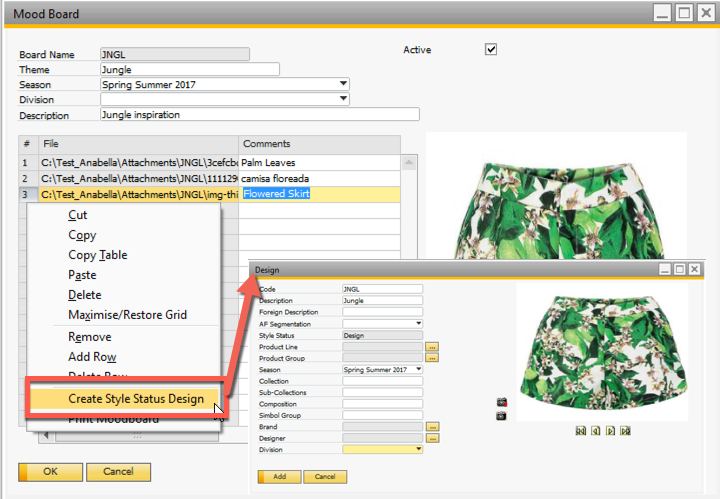 Mood Board
Board Name JNGL
Active
Theme Jungle
Season Spring Summer 2017
Division
Description Jungle inspiration
# File Comments
1 C:\Test_Anabella\Attachments\JNGL\3cefcbc Palm Leaves
2 C:\Test_Anabella\Attachments\JNGL\111129 camisa floreada
3 C:\Test_Anabella\Attachments\JNGL\img-thi Flowered Skirt
Cut
Copy
Copy Table
Paste
Delete
Maximise/Restore Grid
Remove
Add Row
Delete Row
Create Style Status Design
Print Moodboard
OK
Cancel
Design
Code JNGL
Description Jungle
Foreign Description
AF Segmentation
Style Status Design
Product Line ...
Product Group ...
Season Spring Summer 2017
Collection
Sub-Collections
Composition
Simbol Group
Brand ...
Designer ...
Division
Add
Cancel